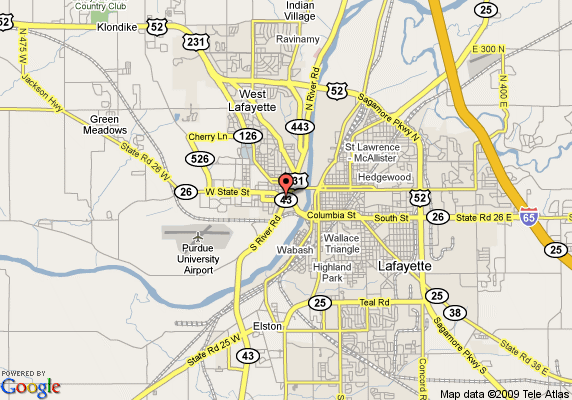 Country Club
Indian
Village
25
Klondike
52
52
Ravinamy
231
E 300 N
N 475 W
Jackson Hwy
N River Rd
52
N 400 E
West
Lafayette
Sagamore Pkwy N
Green
Meadows
Cherry Ln
126
443
St Lawrence
McAllister
State Rd 26 W
526
Hedgewood
26
W State St
231
52
43
Columbia St
South St
26
State Rd 26 E
65
S River Rd
Purdue
University
Airport
Wabash
Wallace
Triangle
25
Highland
Park
Lafayette
25
Teal Rd
25
38
Elston
State Rd 25 W
43
Sagamore Pkwy S
State Rd 38 E
Concord Rd
POWERED BY
Google
Map data ©2009 Tele Atlas